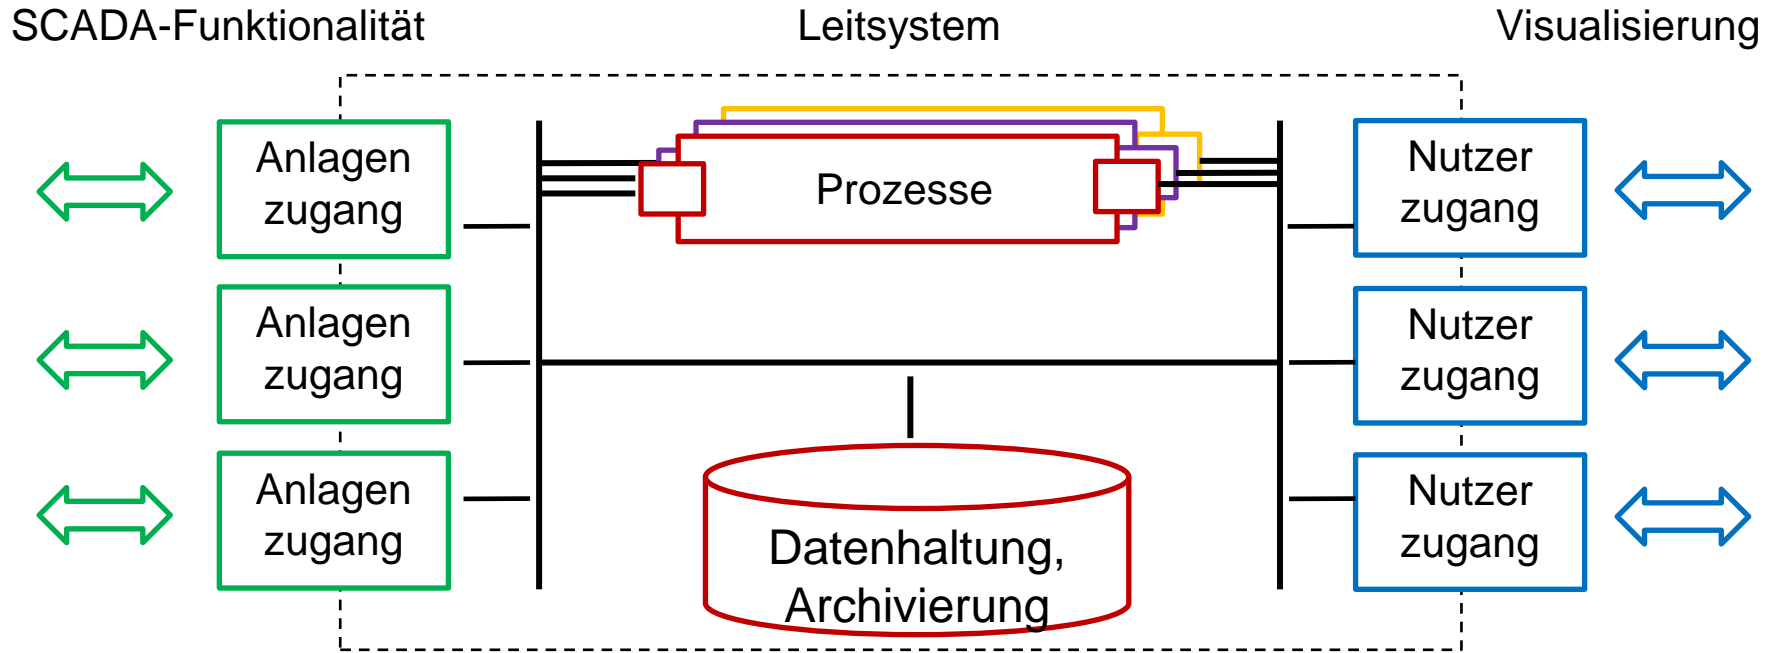 SCADA-Funktionalität
Leitsystem
Visualisierung
Anlagen
zugang
Prozesse
Nutzer
zugang
Anlagen
zugang
Nutzer
zugang
Anlagen
zugang
Datenhaltung,
Archivierung
Nutzer
zugang